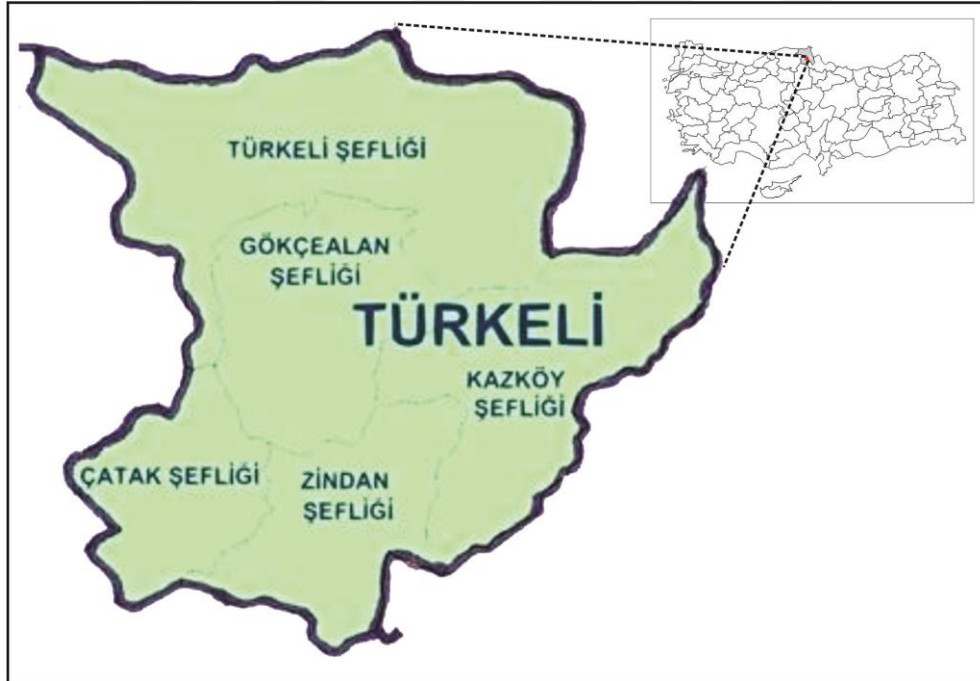 TÜRKELİ ŞEFLİĞİ
GÖKÇEALAN
ŞEFLİĞİ
TÜRKELİ
KAZKÖY
ŞEFLİĞİ
ÇATAK ŞEFLİĞİ
ZİNDAN
ŞEFLİĞİ